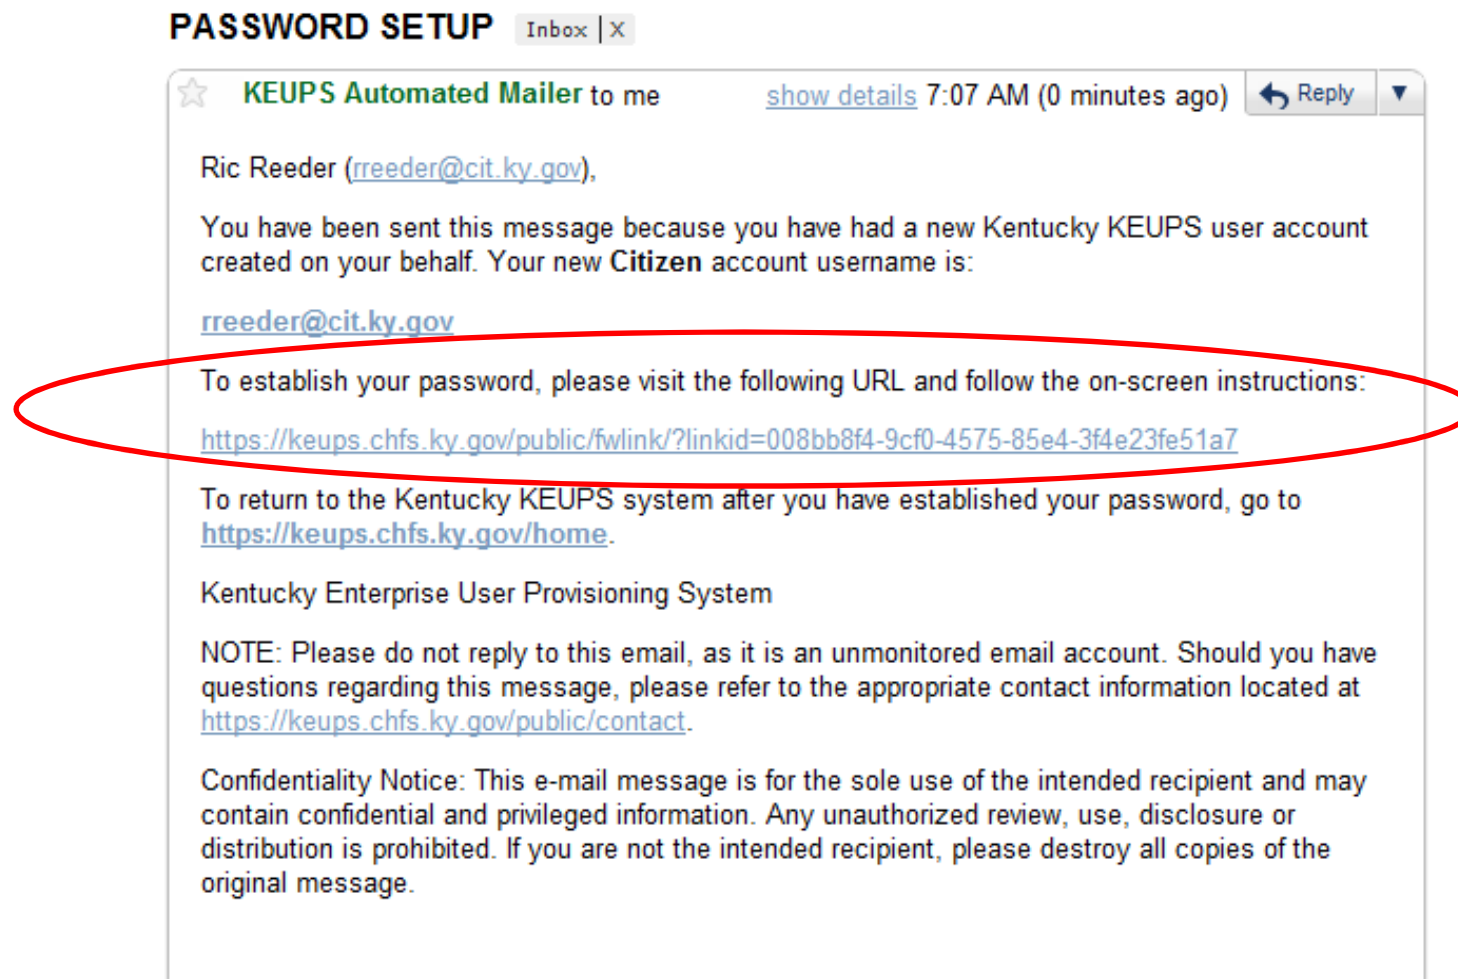 PASSWORD SETUP Inbox | X
KEUPS Automated Mailer to me show details 7:07 AM (0 minutes ago) Reply
Ric Reeder (rreeder@cit.ky.gov),
You have been sent this message because you have had a new Kentucky KEUPS user account
created on your behalf. Your new Citizen account username is:
rreeder@cit.ky.gov
To establish your password, please visit the following URL and follow the on-screen instructions:
https://keups.chfs.ky.gov/public/fwlink/?linkid=008bb8f4-9cf0-4575-85e4-3f4e23fe51a7
To return to the Kentucky KEUPS system after you have established your password, go to
https://keups.chfs.ky.gov/home.
Kentucky Enterprise User Provisioning System
NOTE: Please do not reply to this email, as it is an unmonitored email account. Should you have
questions regarding this message, please refer to the appropriate contact information located at
https://keups.chfs.ky.gov/public/contact.
Confidentiality Notice: This e-mail message is for the sole use of the intended recipient and may
contain confidential and privileged information. Any unauthorized review, use, disclosure or
distribution is prohibited. If you are not the intended recipient, please destroy all copies of the
original message.